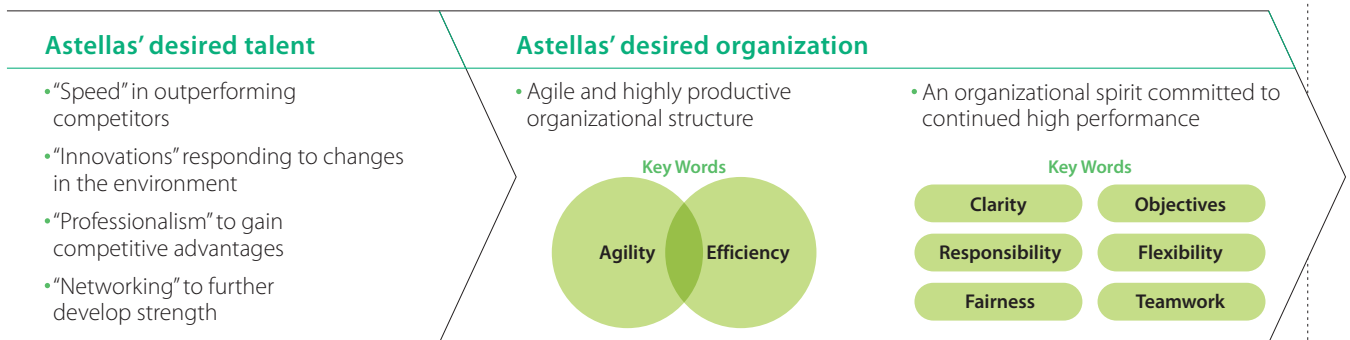 Astellas’ desired talent
• “Speed” in outperforming
competitors
• “Innovations” responding to changes
in the environment
• “Professionalism” to gain
competitive advantages
• “Networking” to further
develop strength
Astellas’ desired organization
• Agile and highly productive
organizational structure
Key Words
Agility Efficiency
• An organizational spirit committed to
continued high performance
Key Words
Clarity Objectives
Responsibility Flexibility
Fairness Teamwork